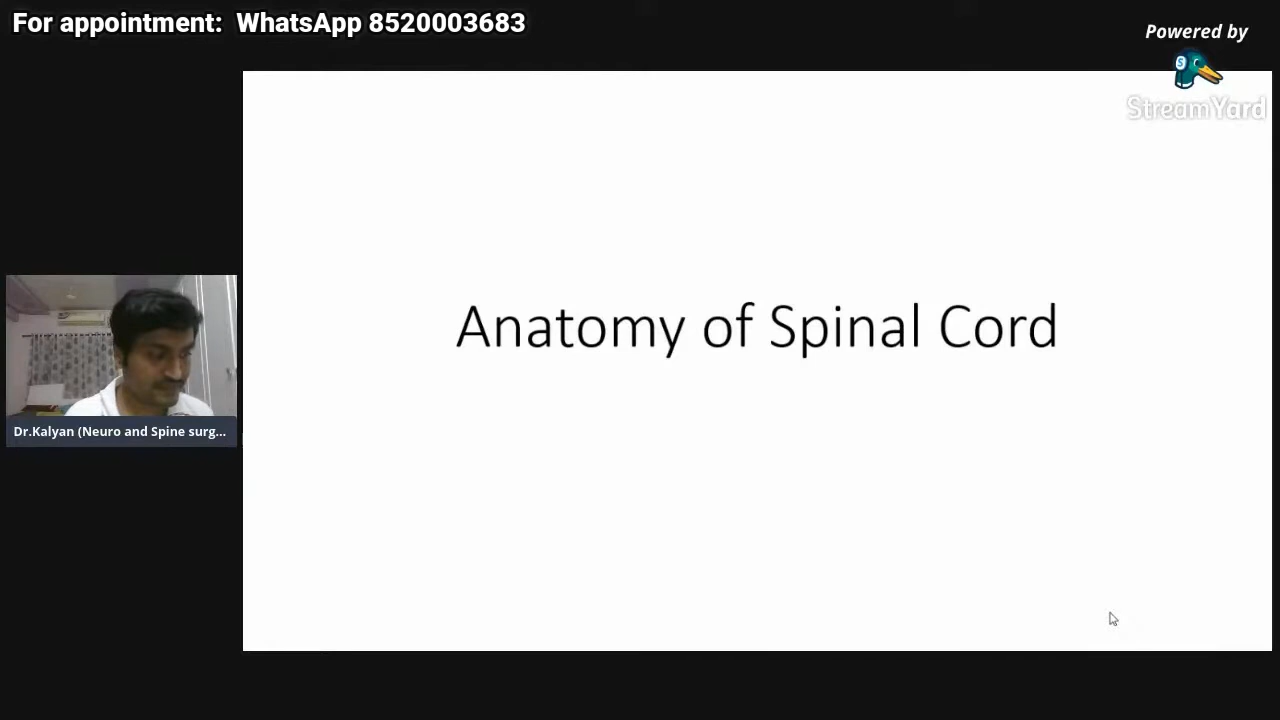 For appointment:  WhatsApp 8520003683
Powered by
StreamYard
Anatomy of Spinal Cord
Dr.Kalyan (Neuro and Spine surg...